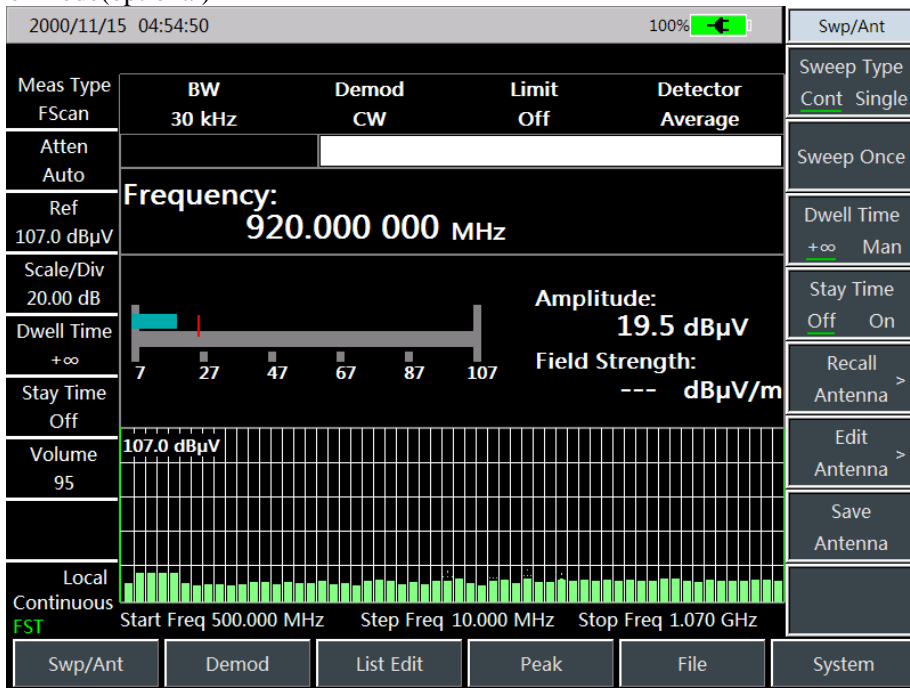 2000/11/15 04:54:50 100% Swp/Ant
Meas Type
FScan
Atten
Auto
Ref
107.0 dBμV
Scale/Div
20.00 dB
Dwell Time
+∞
Stay Time
Off
Volume
95
Local
Continuous
FST
BW Demod Limit Detector
30 kHz CW Off Average
Frequency:
920.000 000 MHz
7 27 47 67 87 107
Amplitude:
19.5 dBμV
Field Strength:
--- dBμV/m
107.0 dBμV
Start Freq 500.000 MHz Step Freq 10.000 MHz Stop Freq 1.070 GHz
Sweep Type
Cont Single
Sweep Once
Dwell Time
+∞ Man
Stay Time
Off On
Recall
Antenna >
Edit
Antenna >
Save
Antenna
Swp/Ant Demod List Edit Peak File System